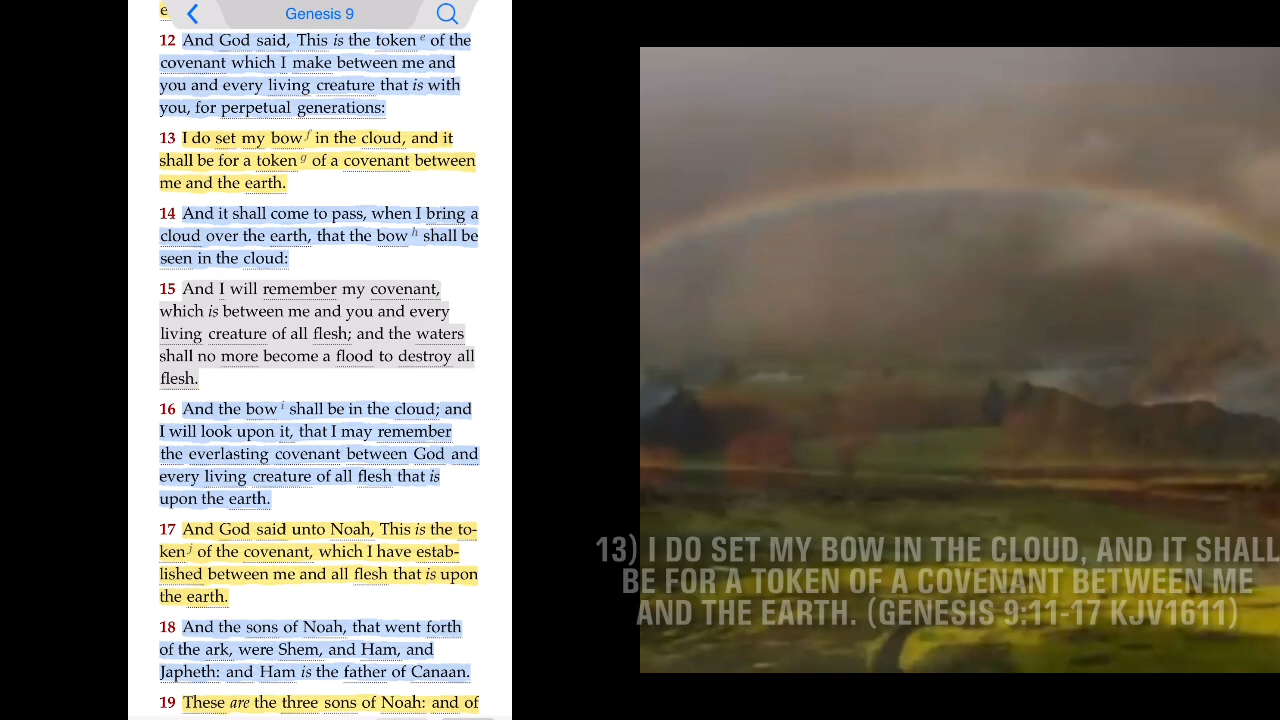 Genesis 9
12 And God said, This is the token e of the
covenant which I make between me and
you and every living creature that is with
you, for perpetual generations:
13 I do set my bow f in the cloud, and it
shall be for a token g of a covenant between
me and the earth.
14 And it shall come to pass, when I bring a
cloud over the earth, that the bow h shall be
seen in the cloud:
15 And I will remember my covenant,
which is between me and you and every
living creature of all flesh; and the waters
shall no more become a flood to destroy all
flesh.
16 And the bow i shall be in the cloud; and
I will look upon it, that I may remember
the everlasting covenant between God and
every living creature of all flesh that is
upon the earth.
17 And God said unto Noah, This is the to-
ken j of the covenant, which I have estab-
lished between me and all flesh that is upon
the earth.
18 And the sons of Noah, that went forth
of the ark, were Shem, and Ham, and
Japheth: and Ham is the father of Canaan.
19 These are the three sons of Noah: and of
13) I DO SET MY BOW IN THE CLOUD, AND IT SHALL
BE FOR A TOKEN OF A COVENANT BETWEEN ME
AND THE EARTH. (GENESIS 9:11-17 KJV1611)